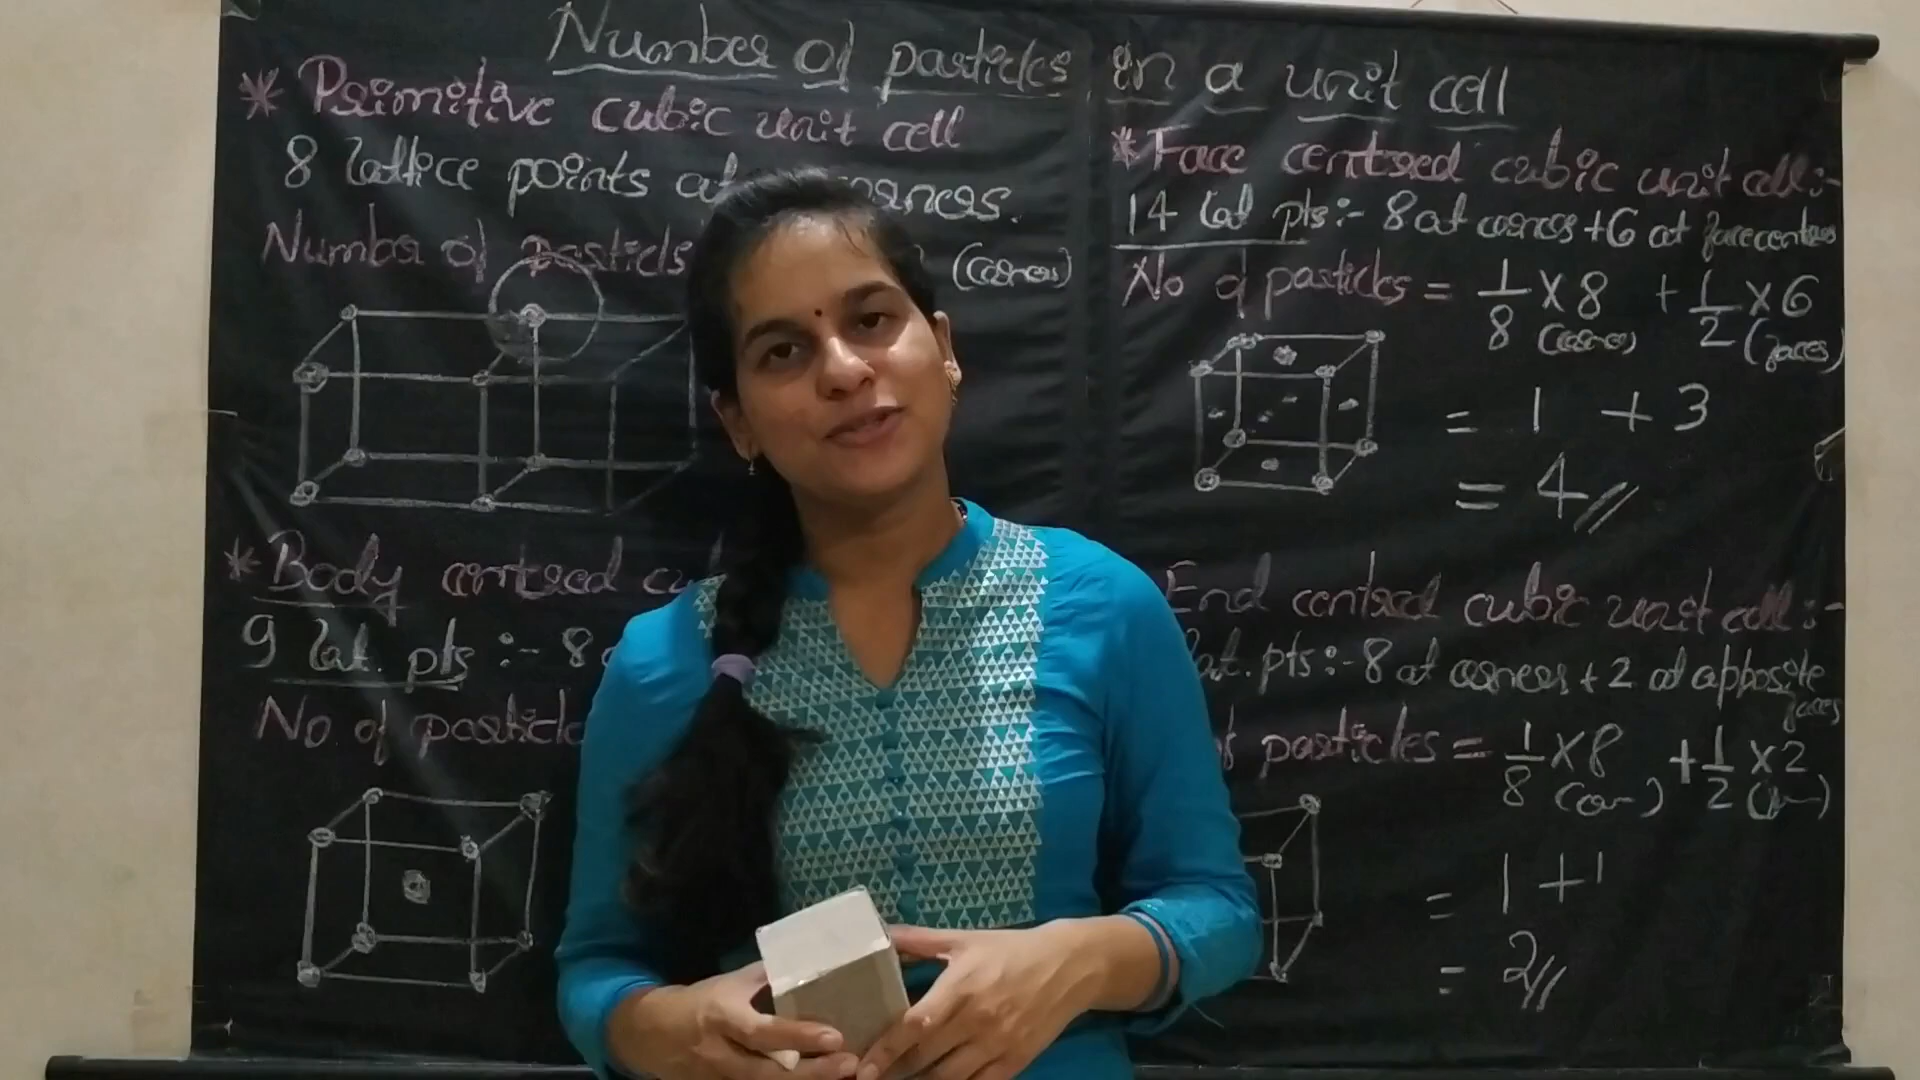 Number of particles in a unit cell
* Primitive cubic unit cell
8 lattice points at corners.
Number of particles
(corners)
* Body centred cu
9 lat. pts :- 8
No of particle
* Face centred cubic unit cell :-
14 lat pts :- 8 at corners + 6 at face centres
No of particles = 1/8 X 8 + 1/2 X 6
(corners) (faces)
= 1 + 3
= 4 //
End centred cubic unit cell :-
lat. pts :- 8 at corners + 2 at opposite
faces
of particles = 1/8 X 8 + 1/2 X 2
= 1 + 1
= 2 //